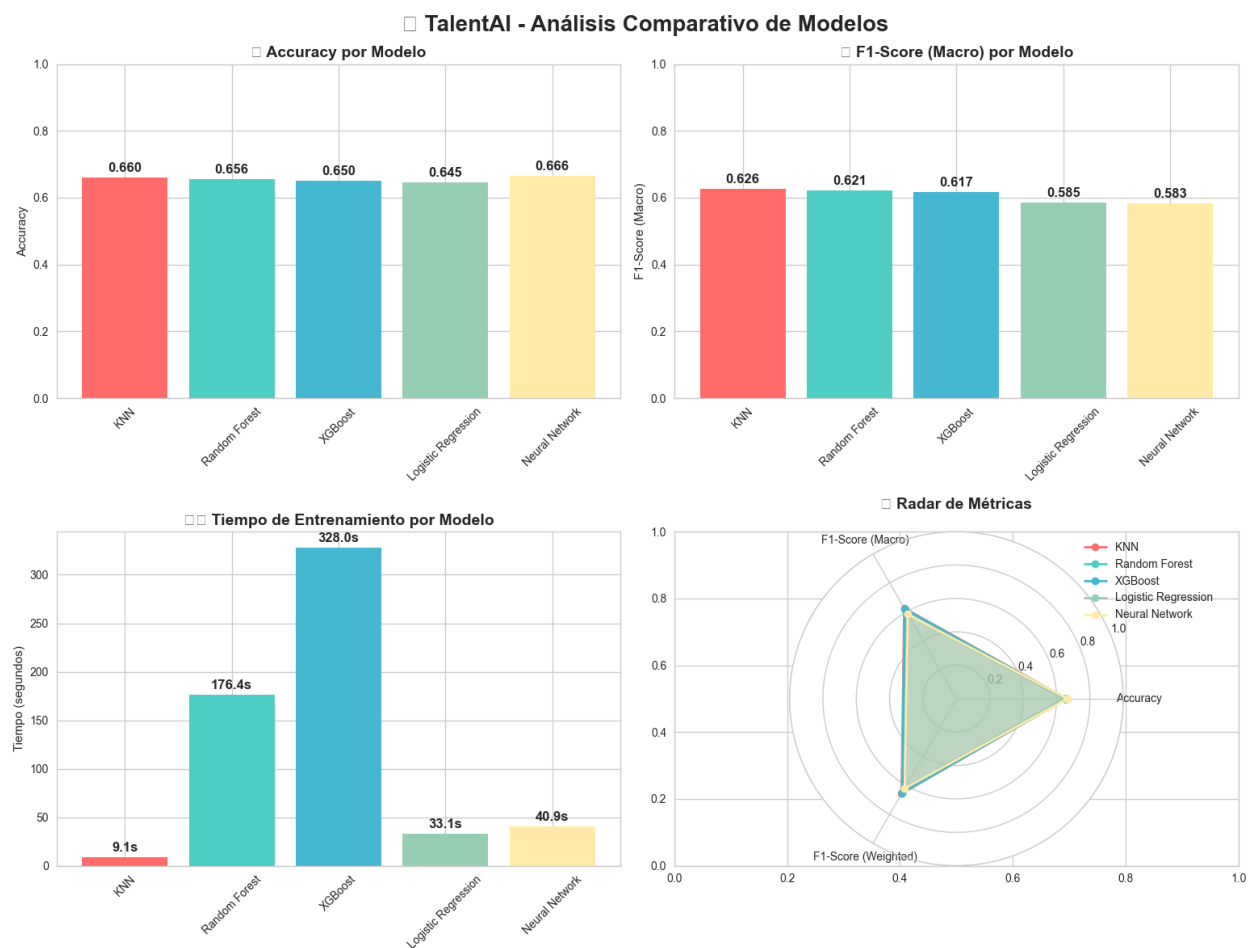 TalentAI - Análisis Comparativo de Modelos
Accuracy por Modelo
1.0
0.8
0.6
0.4
0.2
0.0
Accuracy
0.660
0.656
0.650
0.645
0.666
KNN
Random Forest
XGBoost
Logistic Regression
Neural Network
F1-Score (Macro) por Modelo
1.0
0.8
0.6
0.4
0.2
0.0
F1-Score (Macro)
0.626
0.621
0.617
0.585
0.583
KNN
Random Forest
XGBoost
Logistic Regression
Neural Network
Tiempo de Entrenamiento por Modelo
300
250
200
150
100
50
0
Tiempo (segundos)
9.1s
176.4s
328.0s
33.1s
40.9s
KNN
Random Forest
XGBoost
Logistic Regression
Neural Network
Radar de Métricas
1.0
0.8
0.6
0.4
0.2
0.0
0.0
0.2
0.4
0.6
0.8
1.0
F1-Score (Macro)
Accuracy
F1-Score (Weighted)
0.2
0.4
0.6
0.8
1.0
KNN
Random Forest
XGBoost
Logistic Regression
Neural Network